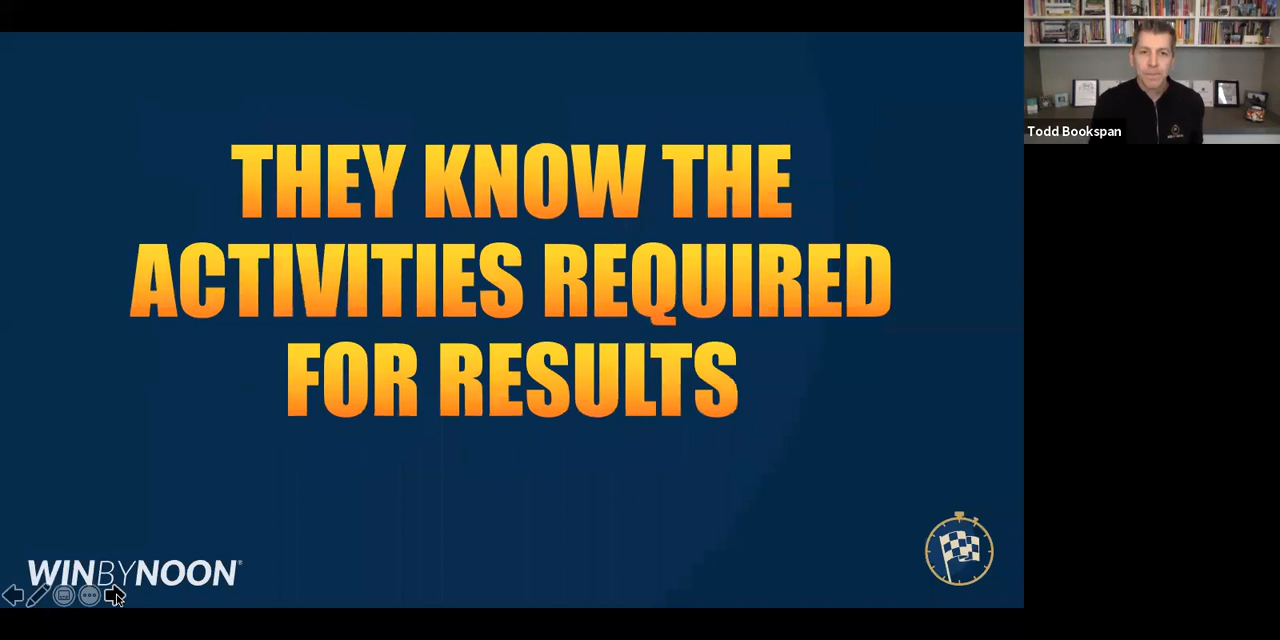 THEY KNOW THE
ACTIVITIES REQUIRED
FOR RESULTS
WINBYNOON®
Todd Bookspan